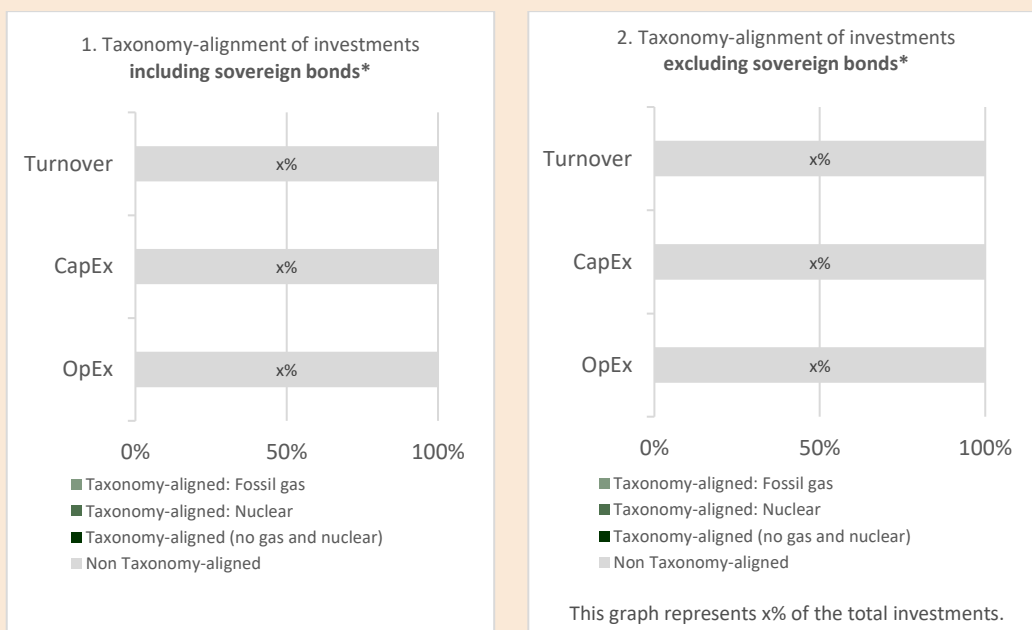 1. Taxonomy-alignment of investments
including sovereign bonds*
Turnover
x%
CapEx
x%
OpEx
x%
0% 50% 100%
Taxonomy-aligned: Fossil gas
Taxonomy-aligned: Nuclear
Taxonomy-aligned (no gas and nuclear)
Non Taxonomy-aligned
2. Taxonomy-alignment of investments
excluding sovereign bonds*
Turnover
x%
CapEx
x%
OpEx
x%
0% 50% 100%
Taxonomy-aligned: Fossil gas
Taxonomy-aligned: Nuclear
Taxonomy-aligned (no gas and nuclear)
Non Taxonomy-aligned
This graph represents x% of the total investments.